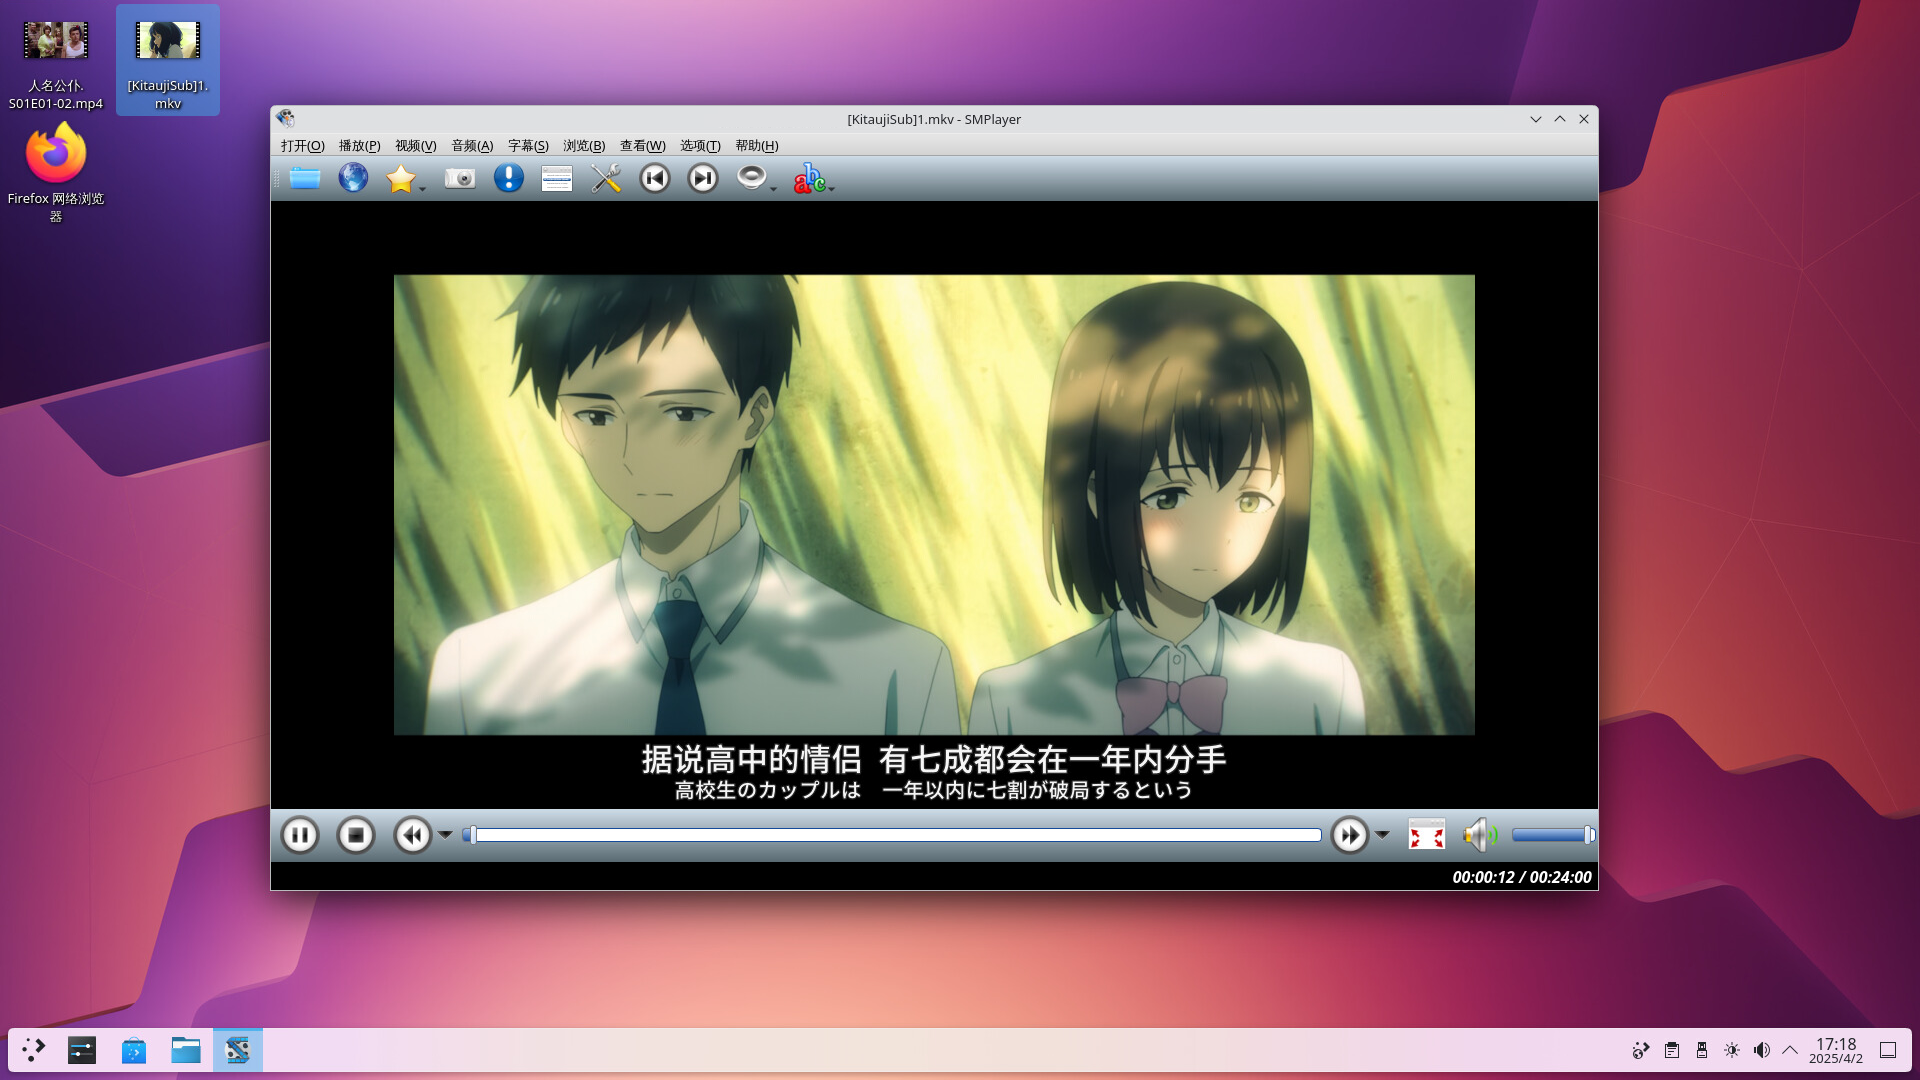 人名公仆.
S01E01-02.mp4
[KitaujiSub]1.
mkv
Firefox 网络浏览
器
[KitaujiSub]1.mkv - SMPlayer
打开(O) 播放(P) 视频(V) 音频(A) 字幕(S) 浏览(B) 查看(W) 选项(T) 帮助(H)
abc
据说高中的情侣 有七成都会在一年内分手
高校生のカップルは 一年以内に七割が破局するという
00:00:12 / 00:24:00
17:18
2025/4/2